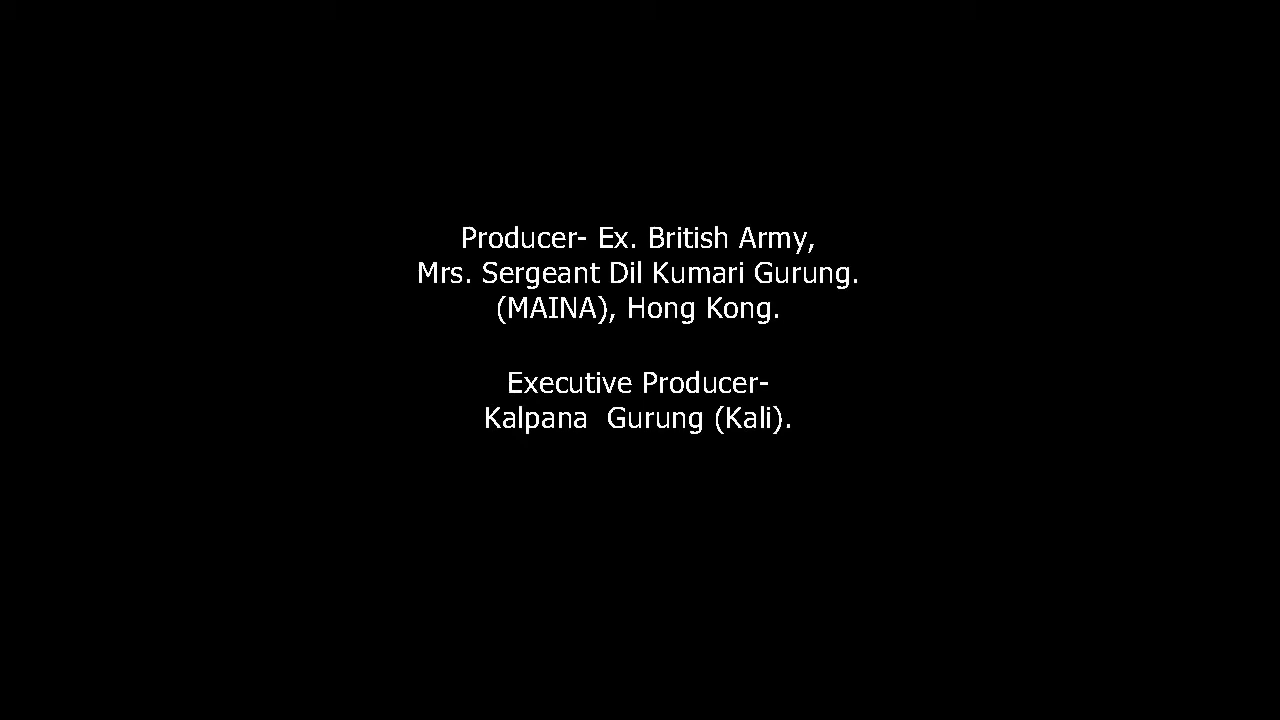 Producer- Ex. British Army,
Mrs. Sergeant Dil Kumari Gurung.
(MAINA), Hong Kong.
Executive Producer-
Kalpana  Gurung (Kali).